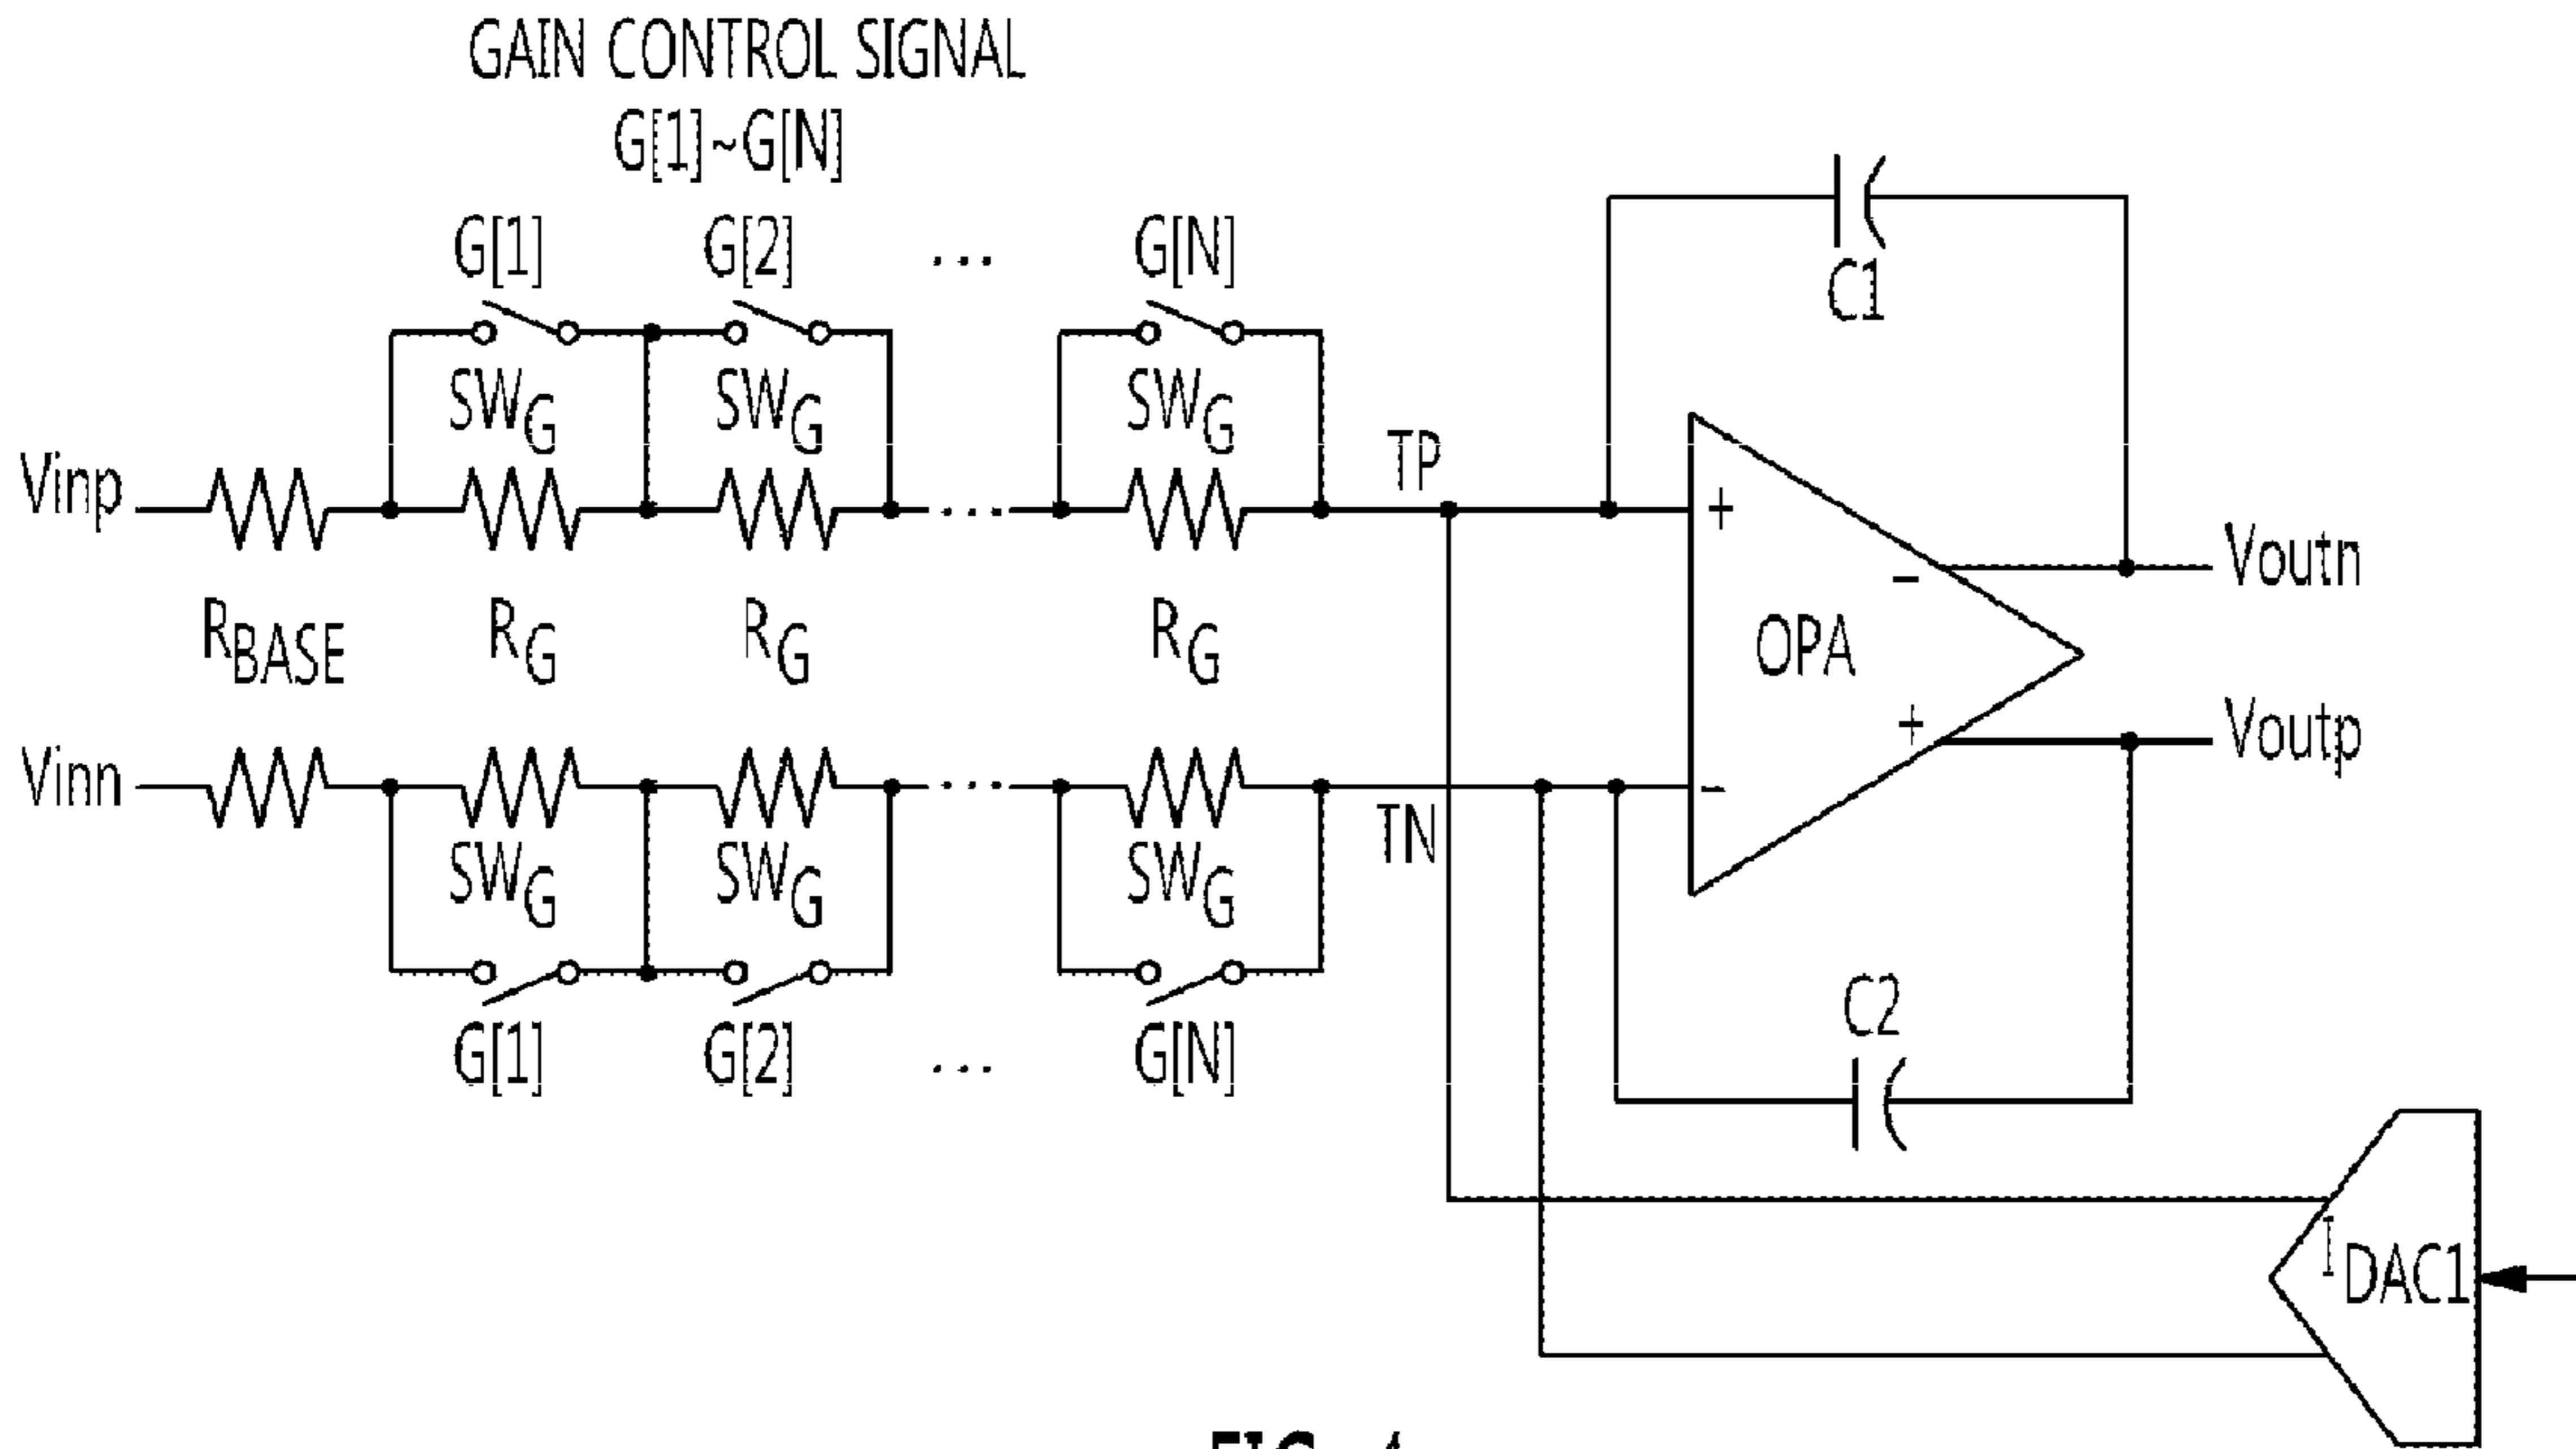 GAIN CONTROL SIGNAL
G[1]~G[N]
G[1] G[2] ... G[N]
C1
SWG SWG SWG
Vinp ... TP
+
- Voutn
RBASE RG RG RG
OPA
+ Voutp
Vinn ... -
TN
SWG SWG SWG
C2
G[1] G[2] ... G[N]
IDAC1